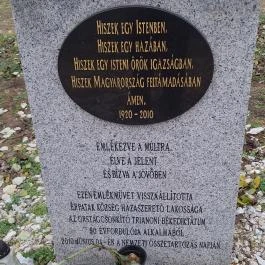 HISZEK EGY ISTENBEN,
HISZEK EGY HAZÁBAN,
HISZEK EGY ISTENI ÖRÖK IGAZSÁGBAN,
HISZEK MAGYARORSZÁG FELTÁMADÁSÁBAN
ÁMEN.
1920 - 2010
EMLÉKEZVE A MÚLTRA,
ÉLVE A JELENT
ÉS BÍZVA A JÖVŐBEN
EZEN EMLÉKMŰVET VISSZAÁLLÍTOTTA
ÉRPATAK KÖZSÉG HAZASZERETŐ LAKOSSÁGA
AZ ORSZÁGCSONKÍTÓ TRIANONI BÉKEDIKTÁTUM
90. ÉVFORDULÓJA ALKALMÁBÓL
2010 JÚNIUS 04-ÉN A NEMZETI ÖSSZETARTOZÁS NAPJÁN